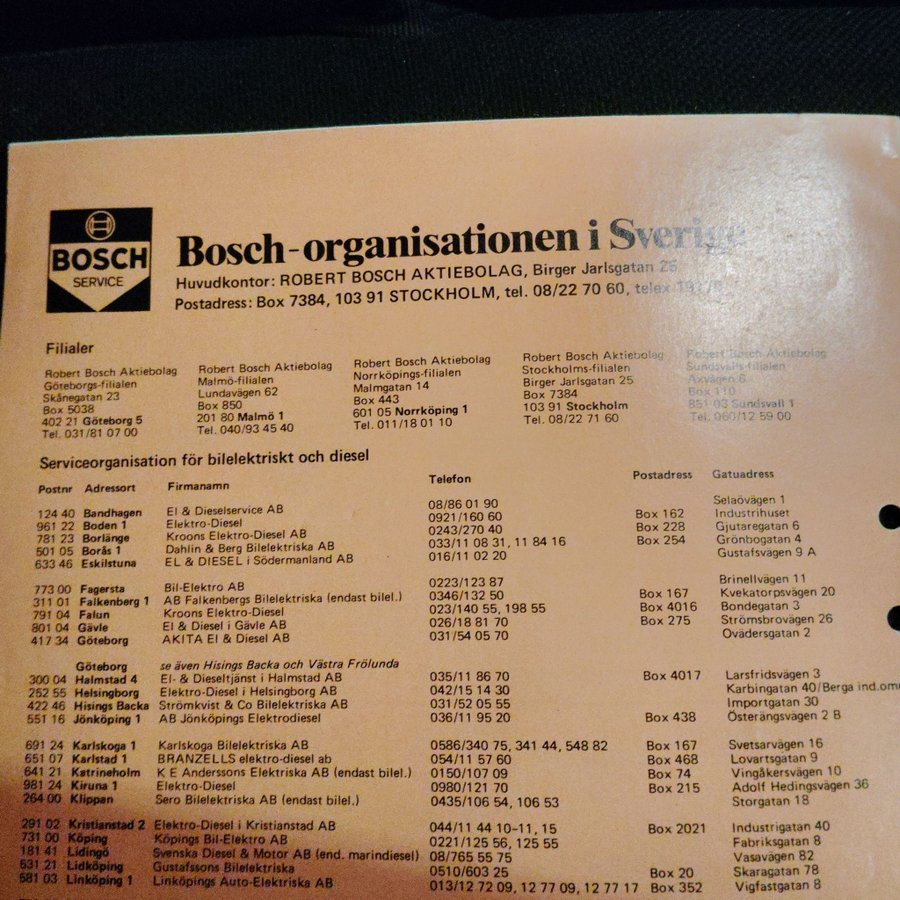 BOSCH
SERVICE
Bosch-organisationen i Sverige
Huvudkontor: ROBERT BOSCH AKTIEBOLAG, Birger Jarlsgatan 25
Postadress: Box 7384, 103 91 STOCKHOLM, tel. 08/22 70 60, telex
Filialer
Robert Bosch Aktiebolag
Göteborgs-filialen
Skånegatan 23
Box 5038
402 21 Göteborg 5
Tel. 031/81 07 00
Robert Bosch Aktiebolag
Malmö-filialen
Lundavägen 62
Box 850
201 80 Malmö 1
Tel. 040/93 45 40
Robert Bosch Aktiebolag
Norrköpings-filialen
Malmgatan 14
Box 443
601 05 Norrköping 1
Tel. 011/18 01 10
Robert Bosch Aktiebolag
Stockholms-filialen
Birger Jarlsgatan 25
Box 7384
103 91 Stockholm
Tel. 08/22 71 60
Robert Bosch Aktiebolag
Sundsvalls-filialen
Axvägen 6
Box 110
851 03 Sundsvall 1
Tel. 060/12 59 00
Serviceorganisation för bilelektriskt och diesel
Postnr Adressort Firmanamn Telefon Postadress Gatuadress
124 40 Bandhagen El & Dieselservice AB 08/86 01 90 Selaövägen 1
961 22 Boden 1 Elektro-Diesel 0921/160 60 Box 162 Industrihuset
781 23 Borlänge Kroons Elektro-Diesel AB 0243/270 40 Box 228 Gjutaregatan 6
501 05 Borås 1 Dahlin & Berg Bilelektriska AB 033/11 08 31, 11 84 16 Box 254 Grönbogatan 4
633 46 Eskilstuna EL & DIESEL i Södermanland AB 016/11 02 20 Gustafsvägen 9 A
773 00 Fagersta Bil-Elektro AB 0223/123 87 Brinellvägen 11
311 01 Falkenberg 1 AB Falkenbergs Bilelektriska (endast bilel.) 0346/132 50 Box 167 Kvekatorpsvägen 20
791 04 Falun Kroons Elektro-Diesel 023/140 55, 198 55 Box 4016 Bondegatan 3
801 04 Gävle El & Diesel i Gävle AB 026/18 81 70 Box 275 Strömsbrovägen 26
417 34 Göteborg AKITA El & Diesel AB 031/54 05 70 Ovädersgatan 2
Göteborg se även Hisings Backa och Västra Frölunda
300 04 Halmstad 4 El- & Dieseltjänst i Halmstad AB 035/11 86 70 Box 4017 Larsfridsvägen 3
252 55 Helsingborg Elektro-Diesel i Helsingborg AB 042/15 14 30 Karbingatan 40/Berga ind.omr
422 46 Hisings Backa Strömkvist & Co Bilelektriska AB 031/52 05 55 Importgatan 30
551 16 Jönköping 1 AB Jönköpings Elektrodiesel 036/11 95 20 Box 438 Österängsvägen 2 B
691 24 Karlskoga 1 Karlskoga Bilelektriska AB 0586/340 75, 341 44, 548 82 Box 167 Svetsarvägen 16
651 07 Karlstad 1 BRANZELLS elektro-diesel ab 054/11 57 60 Box 468 Lovartsgatan 9
641 21 Katrineholm K E Anderssons Elektriska AB (endast bilel.) 0150/107 09 Box 74 Vingåkersvägen 10
981 24 Kiruna 1 Elektro-Diesel 0980/121 70 Box 215 Adolf Hedingsvägen 36
264 00 Klippan Sero Bilelektriska AB (endast bilel.) 0435/106 54, 106 53 Storgatan 18
291 02 Kristianstad 2 Elektro-Diesel i Kristianstad AB 044/11 44 10-11, 15 Box 2021 Industrigatan 40
731 00 Köping Köpings Bil-Elektro AB 0221/125 56, 125 55 Fabriksgatan 8
181 41 Lidingö Svenska Diesel & Motor AB (end. marindiesel) 08/765 55 75 Vasavägen 82
531 21 Lidköping Gustafssons Bilelektriska 0510/603 25 Box 20 Skaragatan 78
581 03 Linköping 1 Linköpings Auto-Elektriska AB 013/12 72 09, 12 77 09, 12 77 17 Box 352 Vigfastgatan 8